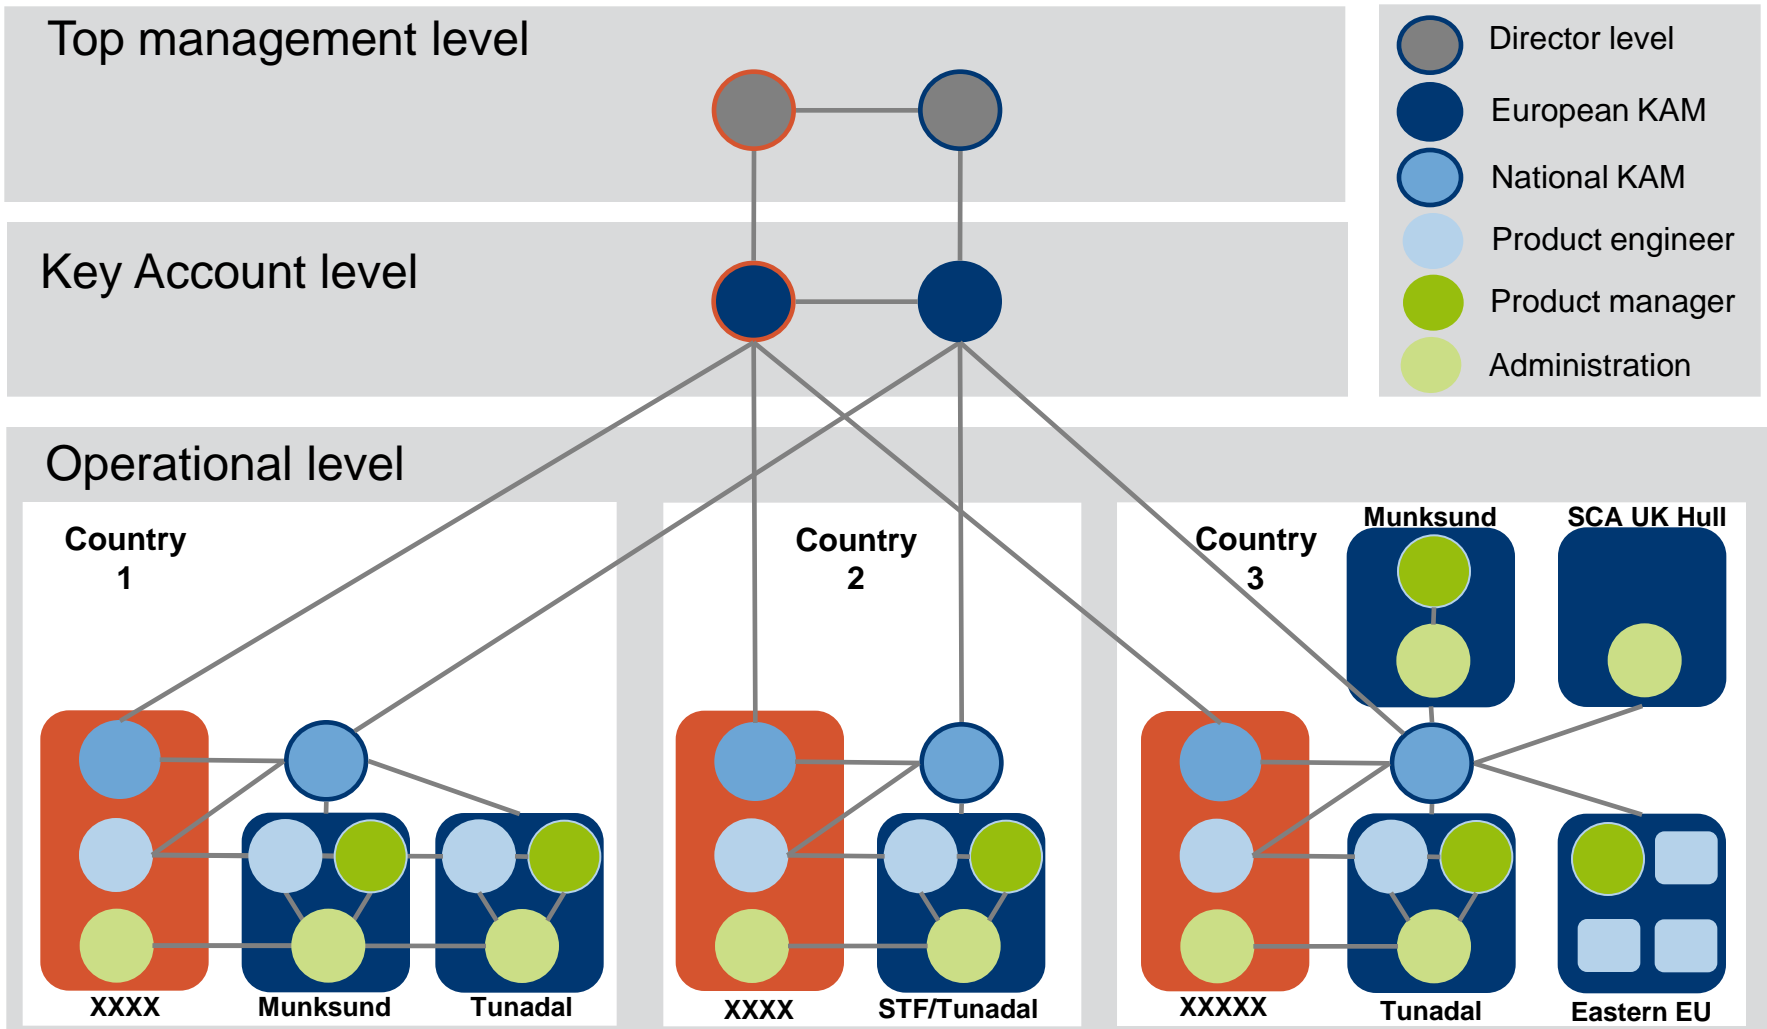 Top management level
Director level
European KAM
National KAM
Product engineer
Product manager
Administration
Key Account level
Operational level
Country
1
Country
2
Country
3
Munksund
SCA UK Hull
XXXX
Munksund
Tunadal
XXXX
STF/Tunadal
XXXXX
Tunadal
Eastern EU